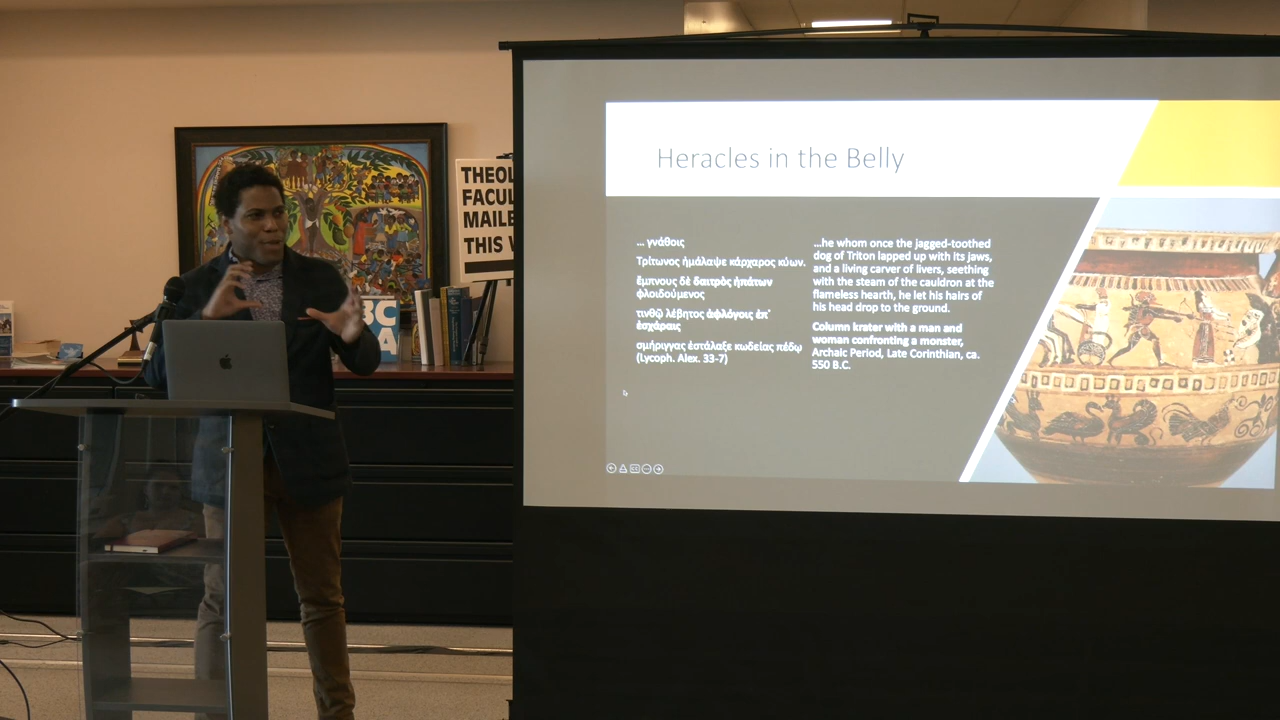 THEOL
FACUL
MAILE
THIS
BC
A
Heracles in the Belly
... γνάθοις
Τρίτωνος ἠμάλαψε κάρχαρος κύων.
ἔμπνους δὲ δαιτρὸς ἡπάτων
φλοιδούμενος
τινθῷ λέβητος ἀφλόγοις ἐπ᾽
ἐσχάραις
σμήριγγας ἐστάλαξε κωδείας πέδῳ
(Lycoph. Alex. 33-7)
...he whom once the jagged-toothed
dog of Triton lapped up with its jaws,
and a living carver of livers, seething
with the steam of the cauldron at the
flameless hearth, he let his hairs of
his head drop to the ground.
Column krater with a man and
woman confronting a monster,
Archaic Period, Late Corinthian, ca.
550 B.C.